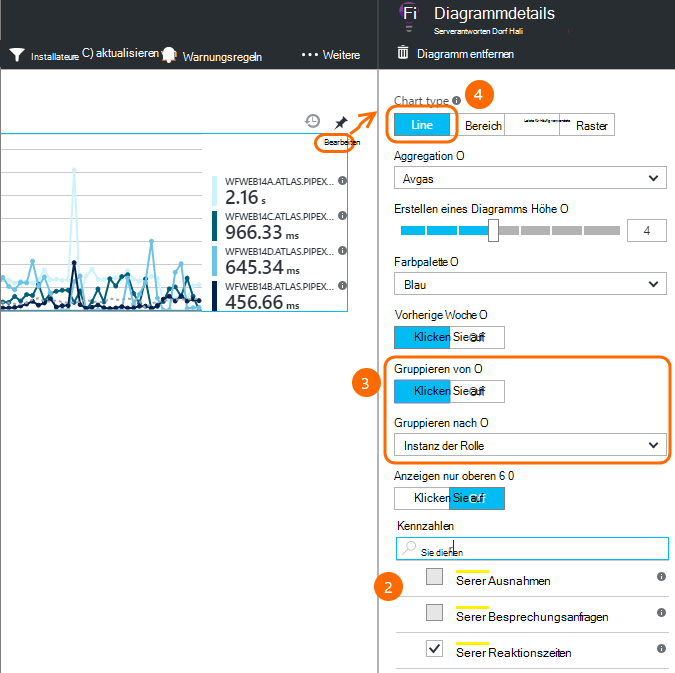 Fi Diagrammdetails
Serverantworten Dorf Hali
Installateure C) aktualisieren Warnungsregeln ··· Weitere
Diagramm entfernen
4
Chart type
Line Bereich Raster
Bearbeiten
Aggregation O
Avgas
WFWEB14A.ATLAS.PIPEX...
2.16 s
WFWEB14C.ATLAS.PIPEX...
966.33 ms
WFWEB14D.ATLAS.PIPEX...
645.34 ms
WFWEB14B.ATLAS.PIPEX...
456.66 ms
Erstellen eines Diagramms Höhe O
4
Farbpalette O
Blau
Vorherige Woche O
Klicken Sie auf Off
3
Gruppieren von O
Klicken Sie auf Off
Gruppieren nach O
Instanz der Rolle
Anzeigen nur oberen 6 0
Klicken Sie auf Off
Kennzahlen
Sie dienen
2
Serer Ausnahmen
Serer Besprechungsanfragen
Serer Reaktionszeiten